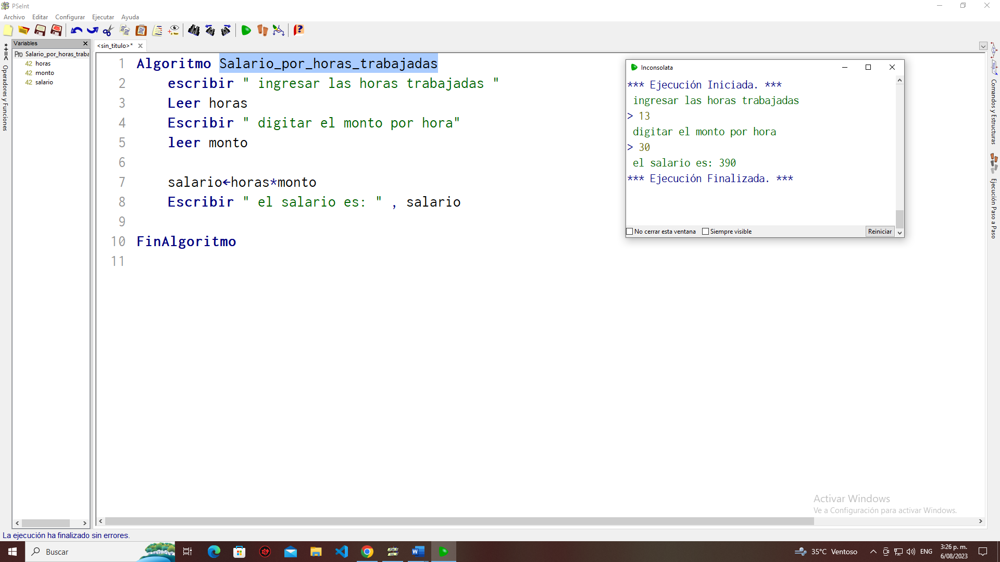 PSeInt
Archivo Editar Configurar Ejecutar Ayuda
Variables
<sin_titulo>*
Pro Salario_por_horas_traba
42 horas
42 monto
42 salario
*+=<
Operadores y Funciones
1 Algoritmo Salario_por_horas_trabajadas
2 escribir " ingresar las horas trabajadas "
3 Leer horas
4 Escribir " digitar el monto por hora"
5 leer monto
6
7 salario←horas*monto
8 Escribir " el salario es: " , salario
9
10 FinAlgoritmo
11
Inconsolata
*** Ejecución Iniciada. ***
ingresar las horas trabajadas
> 13
digitar el monto por hora
> 30
el salario es: 390
*** Ejecución Finalizada. ***
No cerrar esta ventana Siempre visible Reiniciar
Comandos y Estructuras
Ejecución Paso a Paso
Activar Windows
Ve a Configuración para activar Windows.
La ejecución ha finalizado sin errores.
Buscar
35°C Ventoso
ENG
3:26 p. m.
6/08/2023